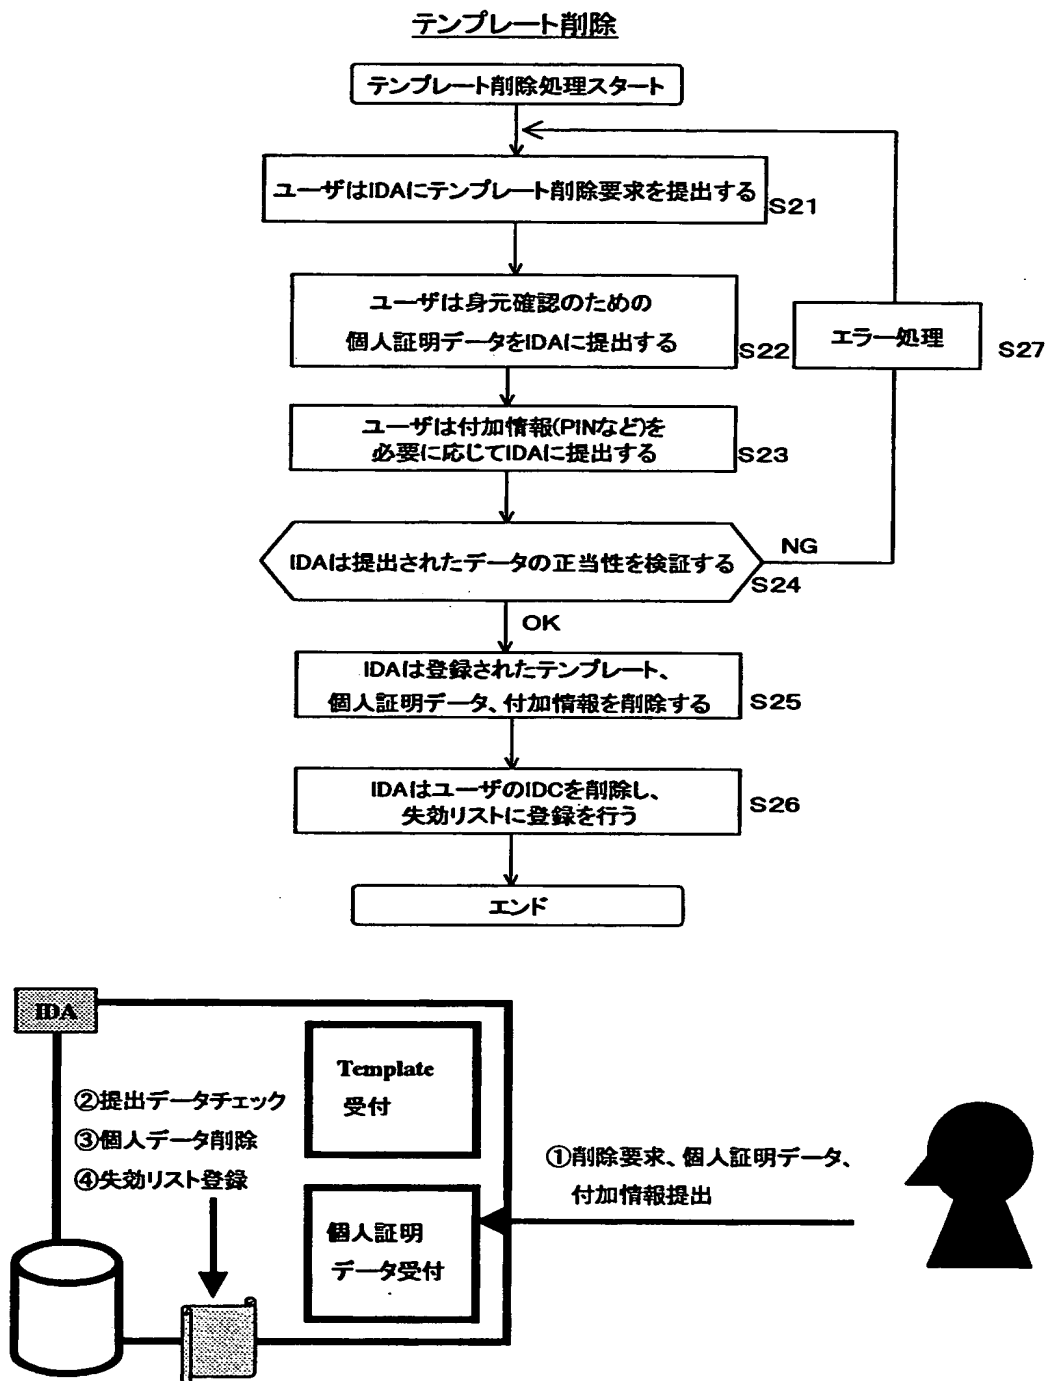 テンプレート削除
テンプレート削除処理スタート
ユーザはIDAにテンプレート削除要求を提出する
S21
ユーザは身元確認のための
個人証明データをIDAに提出する
S22
エラー処理
S27
ユーザは付加情報(PINなど)を
必要に応じてIDAに提出する
S23
IDAは提出されたデータの正当性を検証する
S24
NG
OK
IDAは登録されたテンプレート、
個人証明データ、付加情報を削除する
S25
IDAはユーザのIDCを削除し、
失効リストに登録を行う
S26
エンド
IDA
②提出データチェック
③個人データ削除
④失効リスト登録
Template
受付
個人証明
データ受付
①削除要求、個人証明データ、
付加情報提出